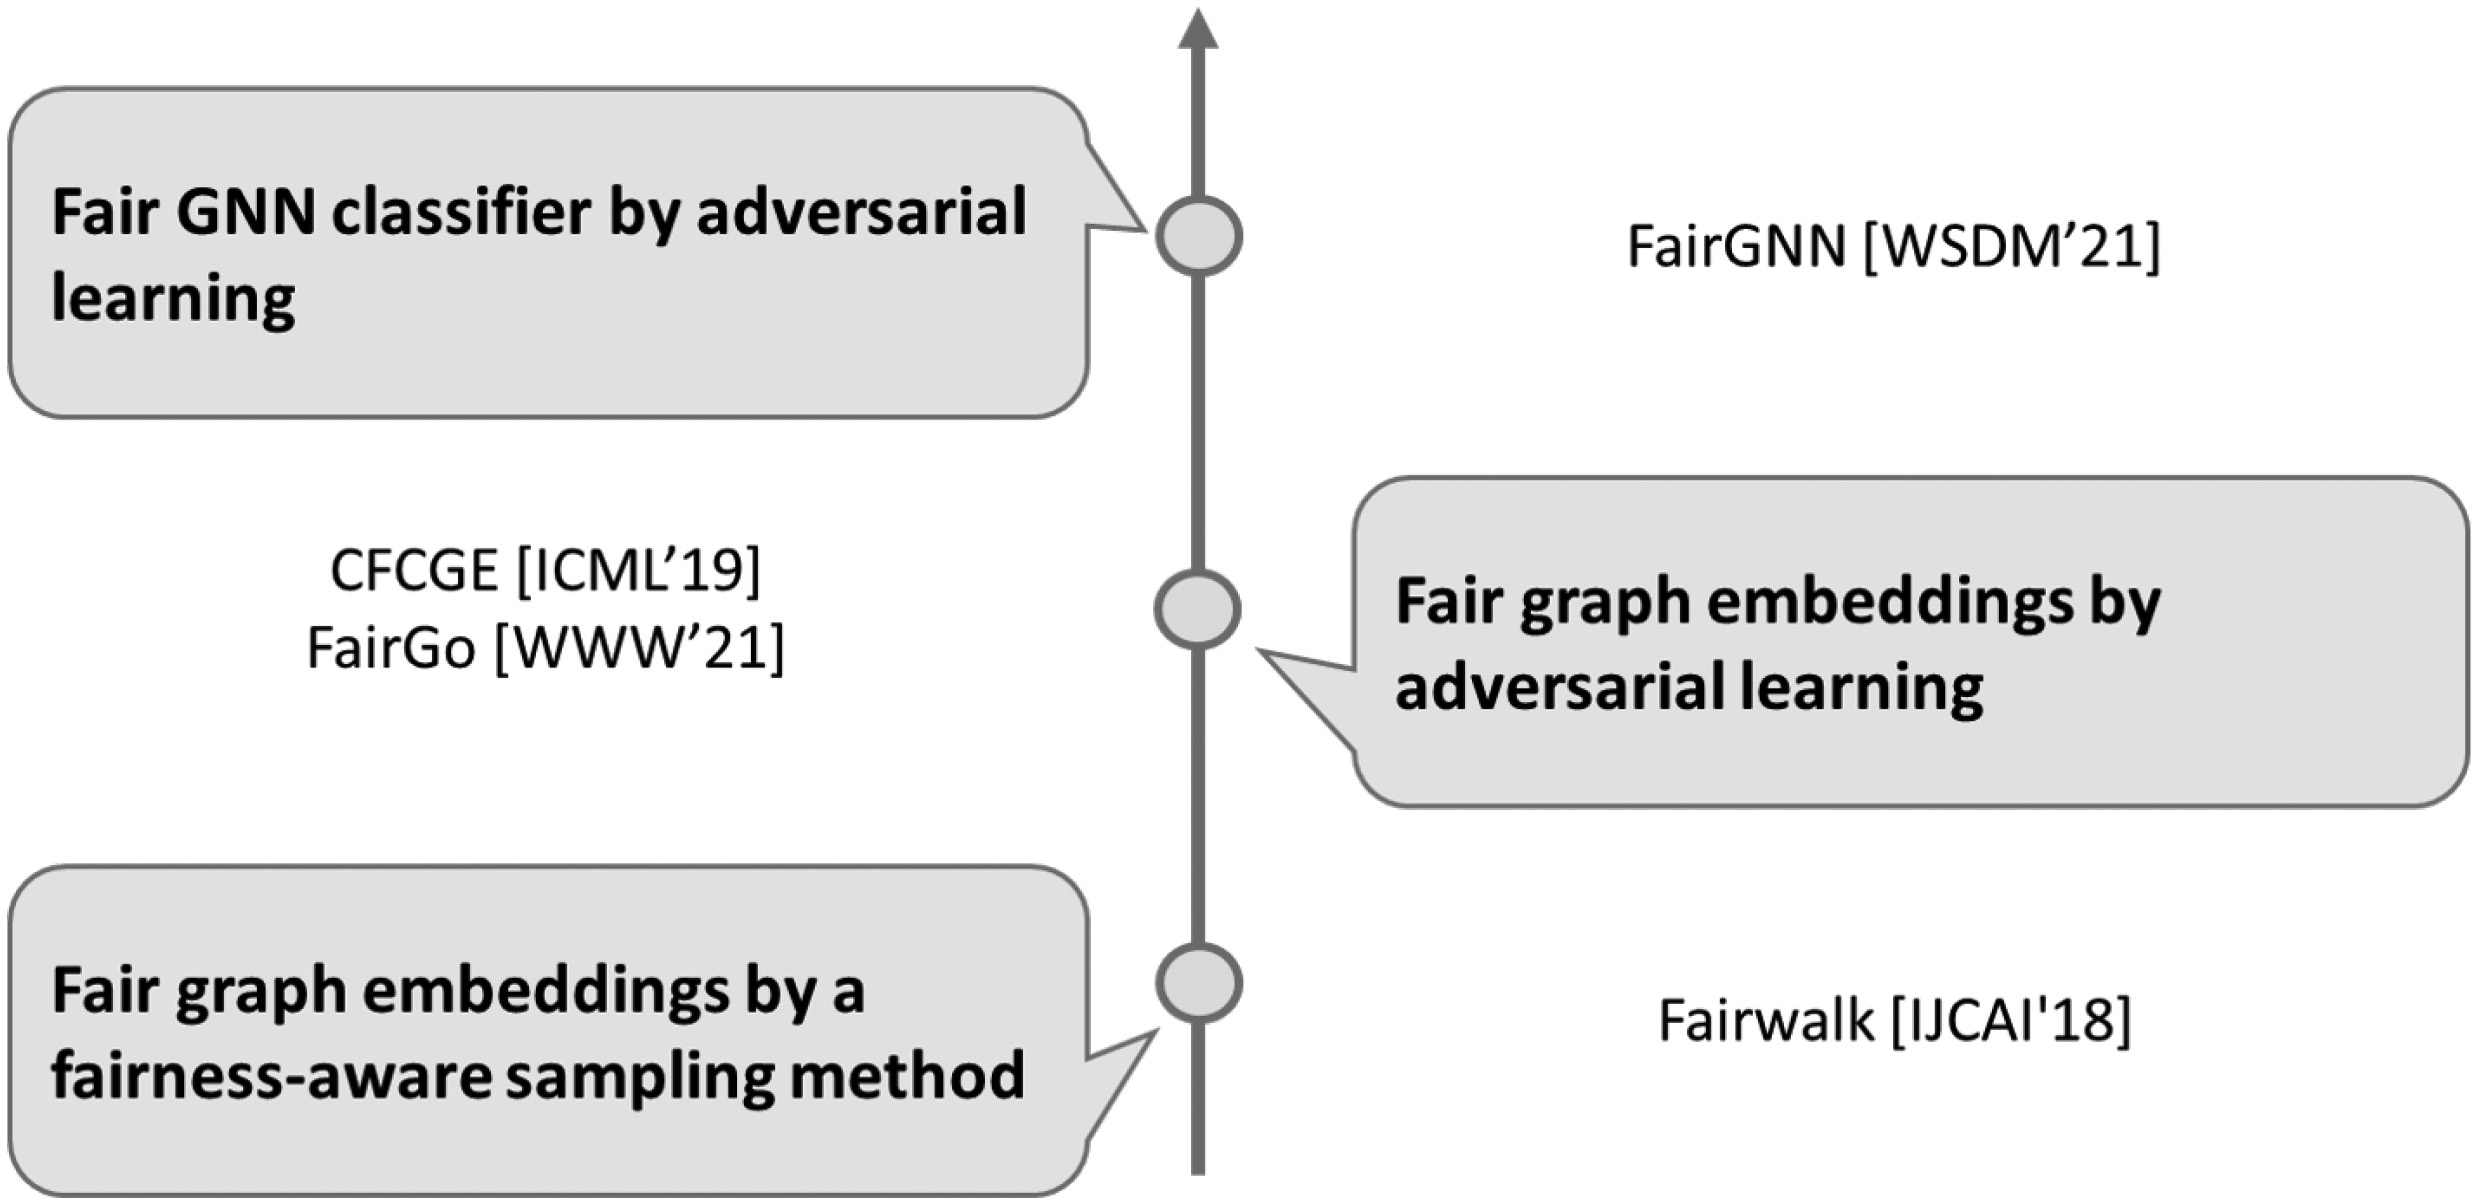 Fair GNN classifier by adversarial
learning
FairGNN [WSDM’21]
CFCGE [ICML’19]
FairGo [WWW’21]
Fair graph embeddings by
adversarial learning
Fair graph embeddings by a
fairness-aware sampling method
Fairwalk [IJCAI'18]